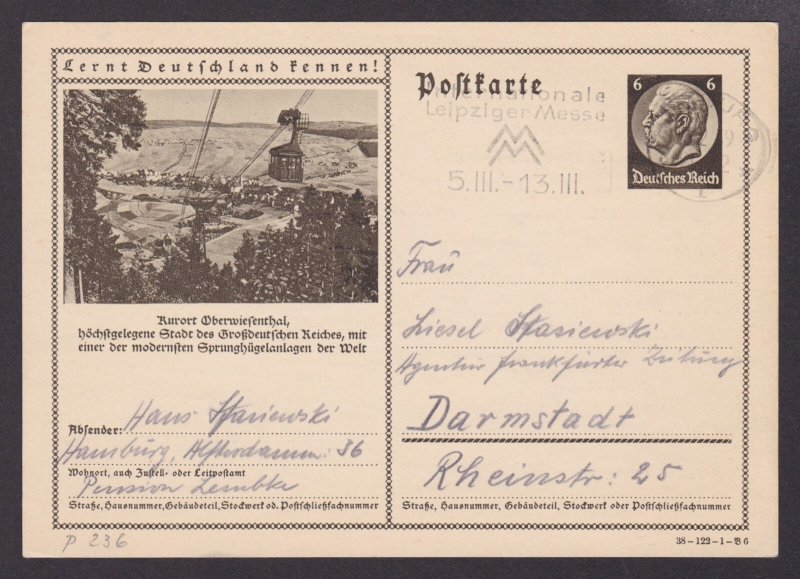 Lernt Deutschland kennen!
Postkarte
Internationale
Leipziger Messe
5.III.-13.III.
6 6
Deutsches Reich
Kurort Oberwiesenthal,
höchstgelegene Stadt des Großdeutschen Reiches, mit
einer der modernsten Sprunghügelanlagen der Welt
Frau
Liesel Stasiewski
Agentur Frankfurter Zeitung
Darmstadt
Rheinstr: 25
Absender: Hans Stasiewski
Hamburg, Alsterdamm: 36
Wohnort, auch Zustell- oder Leitpostamt
Pension Lembke
Straße, Hausnummer, Gebäudeteil, Stockwerk od. Postschließfachnummer
Straße, Hausnummer, Gebäudeteil, Stockwerk oder Postschließfachnummer
P 236
38-122-1-B6